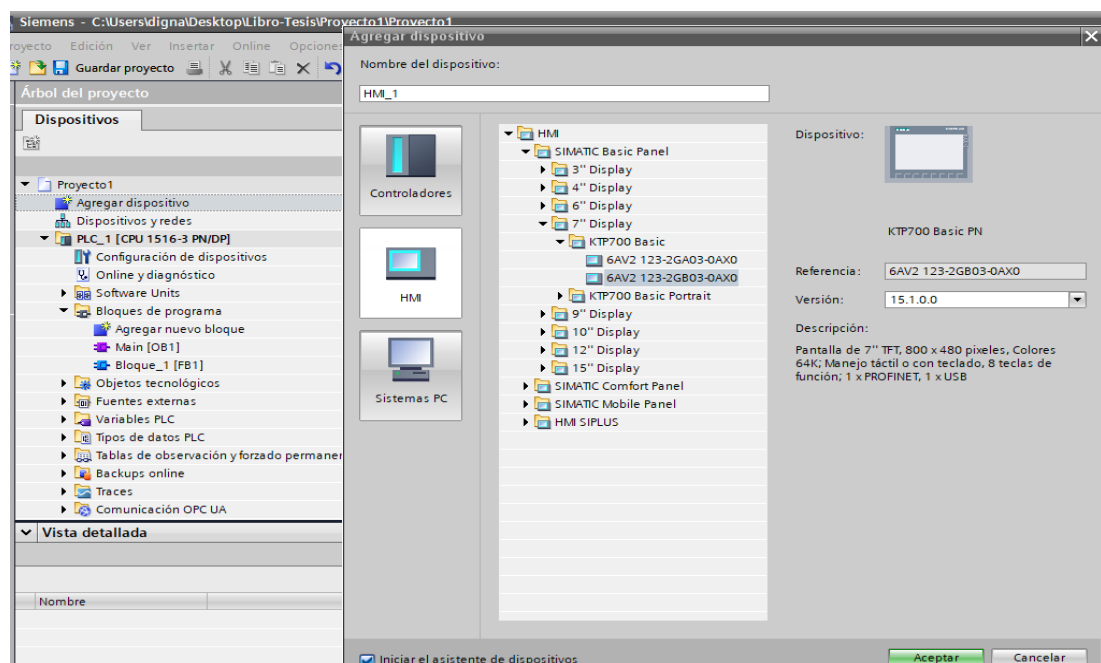 Siemens - C:\Users\digna\Desktop\Libro-Tesis\Proyecto1\Proyecto1
royecto Edición Ver Insertar Online Opcione
Guardar proyecto
Árbol del proyecto
Dispositivos
Proyecto1
Agregar dispositivo
Dispositivos y redes
PLC_1 [CPU 1516-3 PN/DP]
Configuración de dispositivos
Online y diagnóstico
Software Units
Bloques de programa
Agregar nuevo bloque
Main [OB1]
Bloque_1 [FB1]
Objetos tecnológicos
Fuentes externas
Variables PLC
Tipos de datos PLC
Tablas de observación y forzado permaner
Backups online
Traces
Comunicación OPC UA
Vista detallada
Nombre
Agregar dispositivo
Nombre del dispositivo:
HMI_1
Controladores
HMI
Sistemas PC
HMI
SIMATIC Basic Panel
3" Display
4" Display
6" Display
7" Display
KTP700 Basic
6AV2 123-2GA03-0AX0
6AV2 123-2GB03-0AX0
KTP700 Basic Portrait
9" Display
10" Display
12" Display
15" Display
SIMATIC Comfort Panel
SIMATIC Mobile Panel
HMI SIPLUS
Dispositivo:
KTP700 Basic PN
Referencia: 6AV2 123-2GB03-0AX0
Versión: 15.1.0.0
Descripción:
Pantalla de 7'' TFT, 800 x 480 píxeles, Colores
64K; Manejo táctil o con teclado, 8 teclas de
función; 1 x PROFINET, 1 x USB
Iniciar el asistente de dispositivos
Aceptar Cancelar